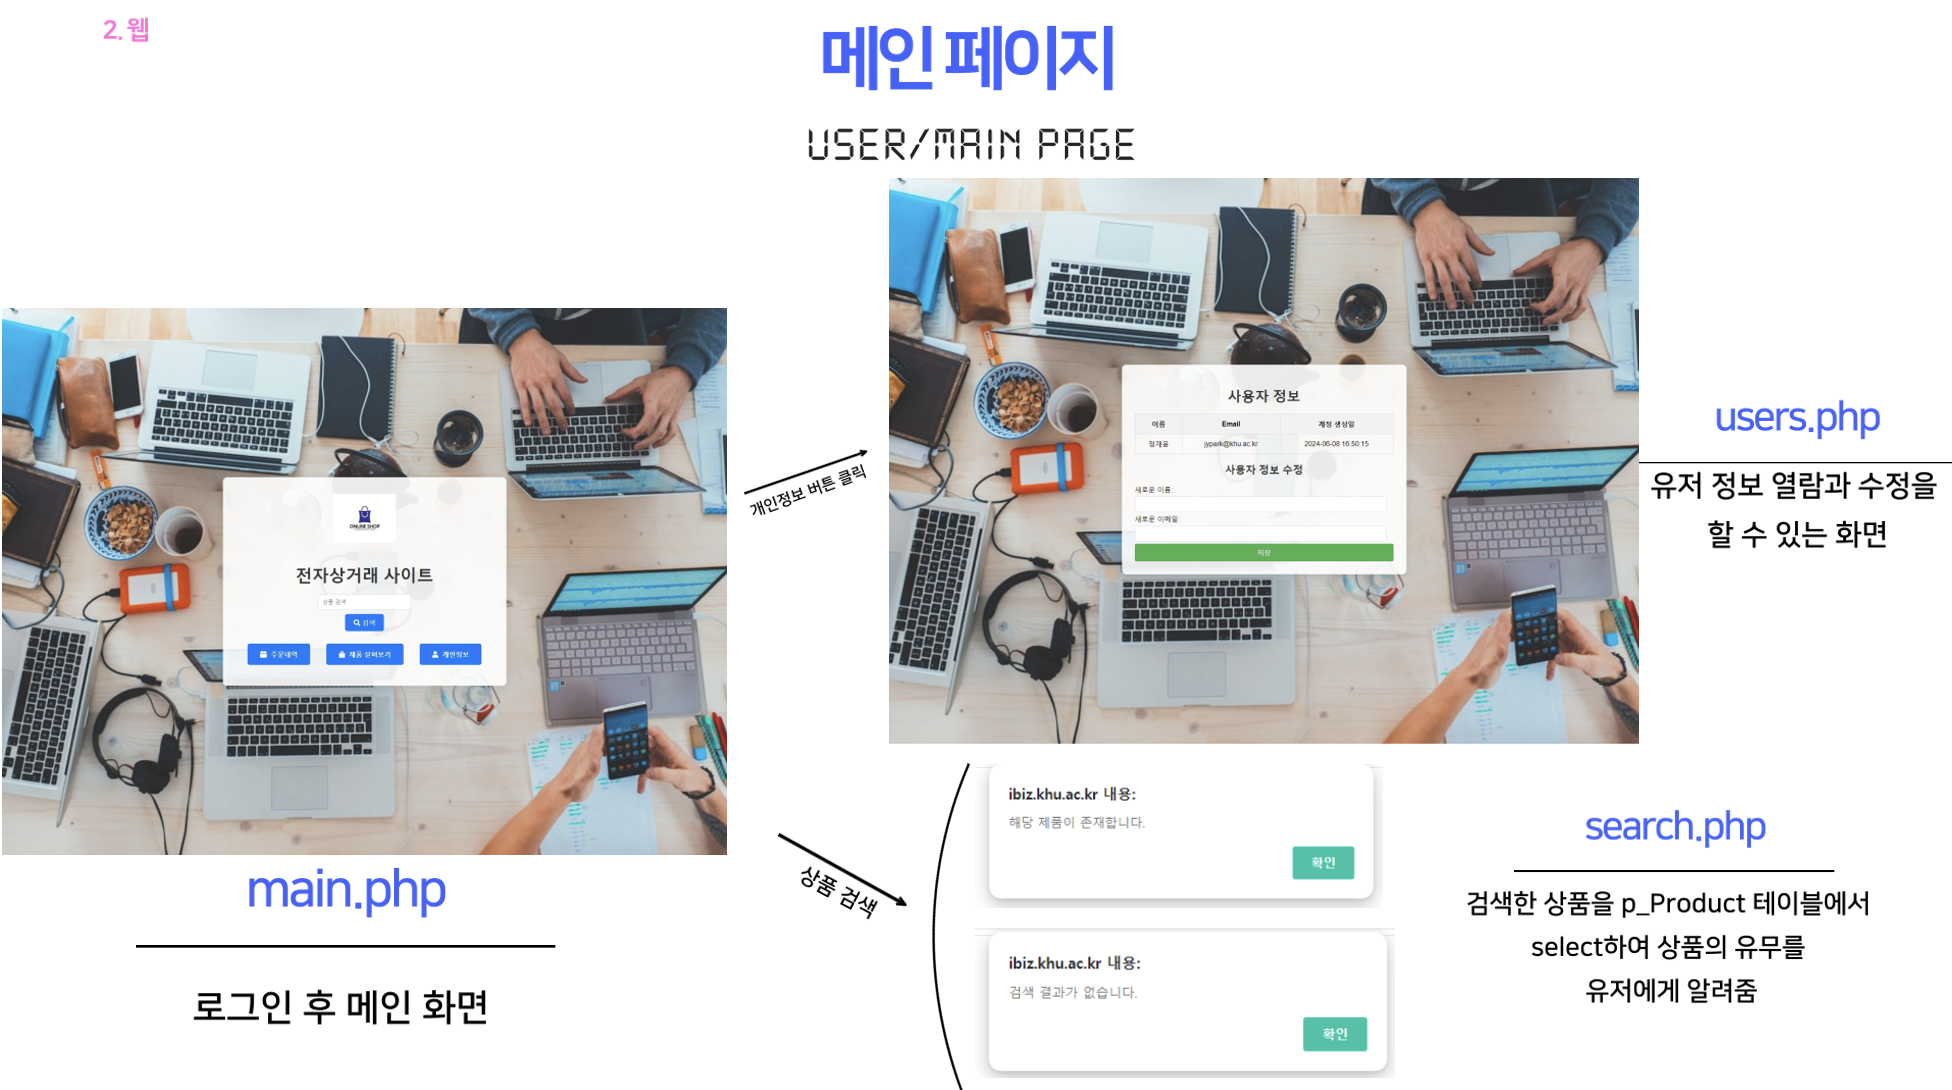 2. 웹
메인 페이지
USER/MAIN PAGE
ONLINE SHOP
전자상거래 사이트
상품 검색
검색
주문내역
제품 살펴보기
개인정보
main.php
로그인 후 메인 화면
개인정보 버튼 클릭
사용자 정보
이름 Email 계정 생성일
정재윤 jypark@khu.ac.kr 2024-06-08 16:50:15
사용자 정보 수정
새로운 이름:
새로운 이메일:
저장
users.php
유저 정보 열람과 수정을
할 수 있는 화면
상품 검색
ibiz.khu.ac.kr 내용:
해당 제품이 존재합니다.
확인
ibiz.khu.ac.kr 내용:
검색 결과가 없습니다.
확인
search.php
검색한 상품을 p_Product 테이블에서
select하여 상품의 유무를
유저에게 알려줌